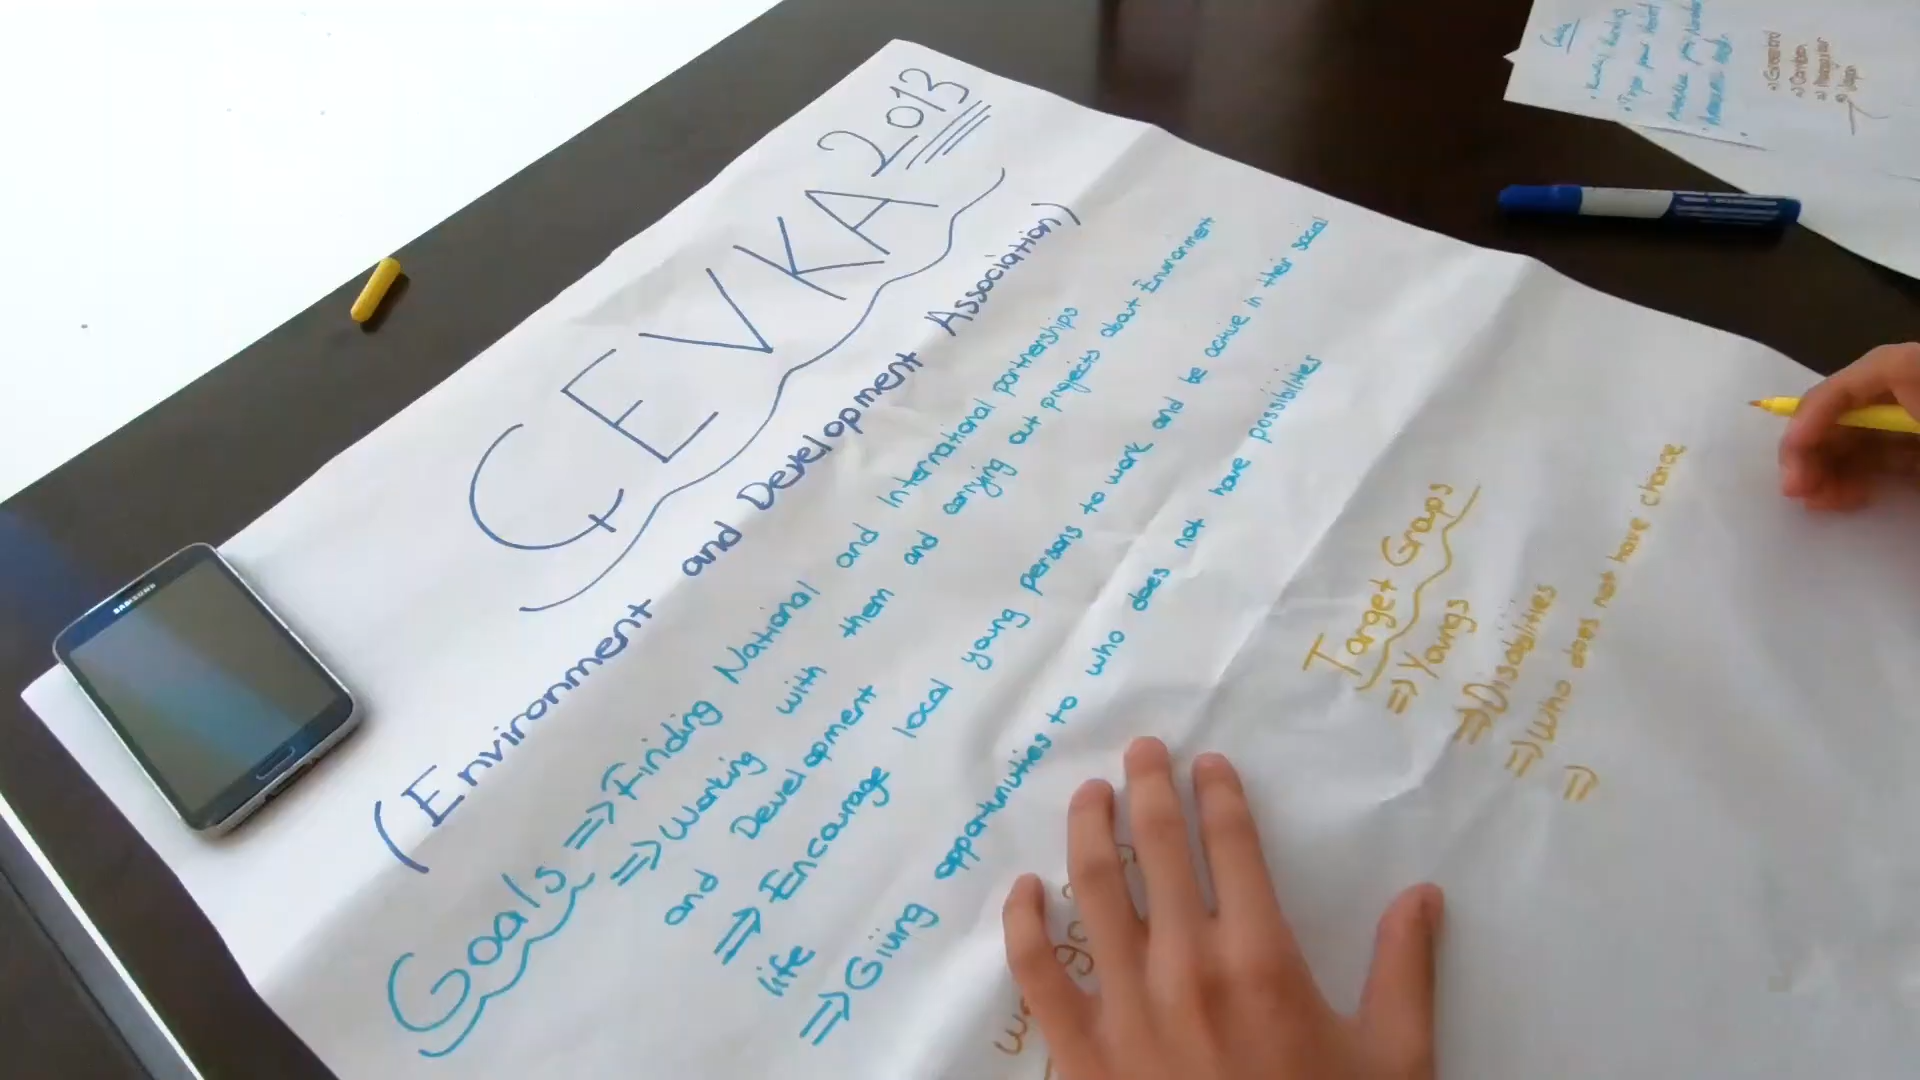 ÇEVKA 2013
(Environment and Development Association)
Goals => Finding National and International partnerships
=> Working with them and carrying out projects about Environment
and Development
=> Encourage local young persons to work and be active in their social
life
=> Giving opportunities to who does not have possibilities
Target Groups
=> Youngs
=> Disabilities
=> Who does not have choice
=>
SAMSUNG